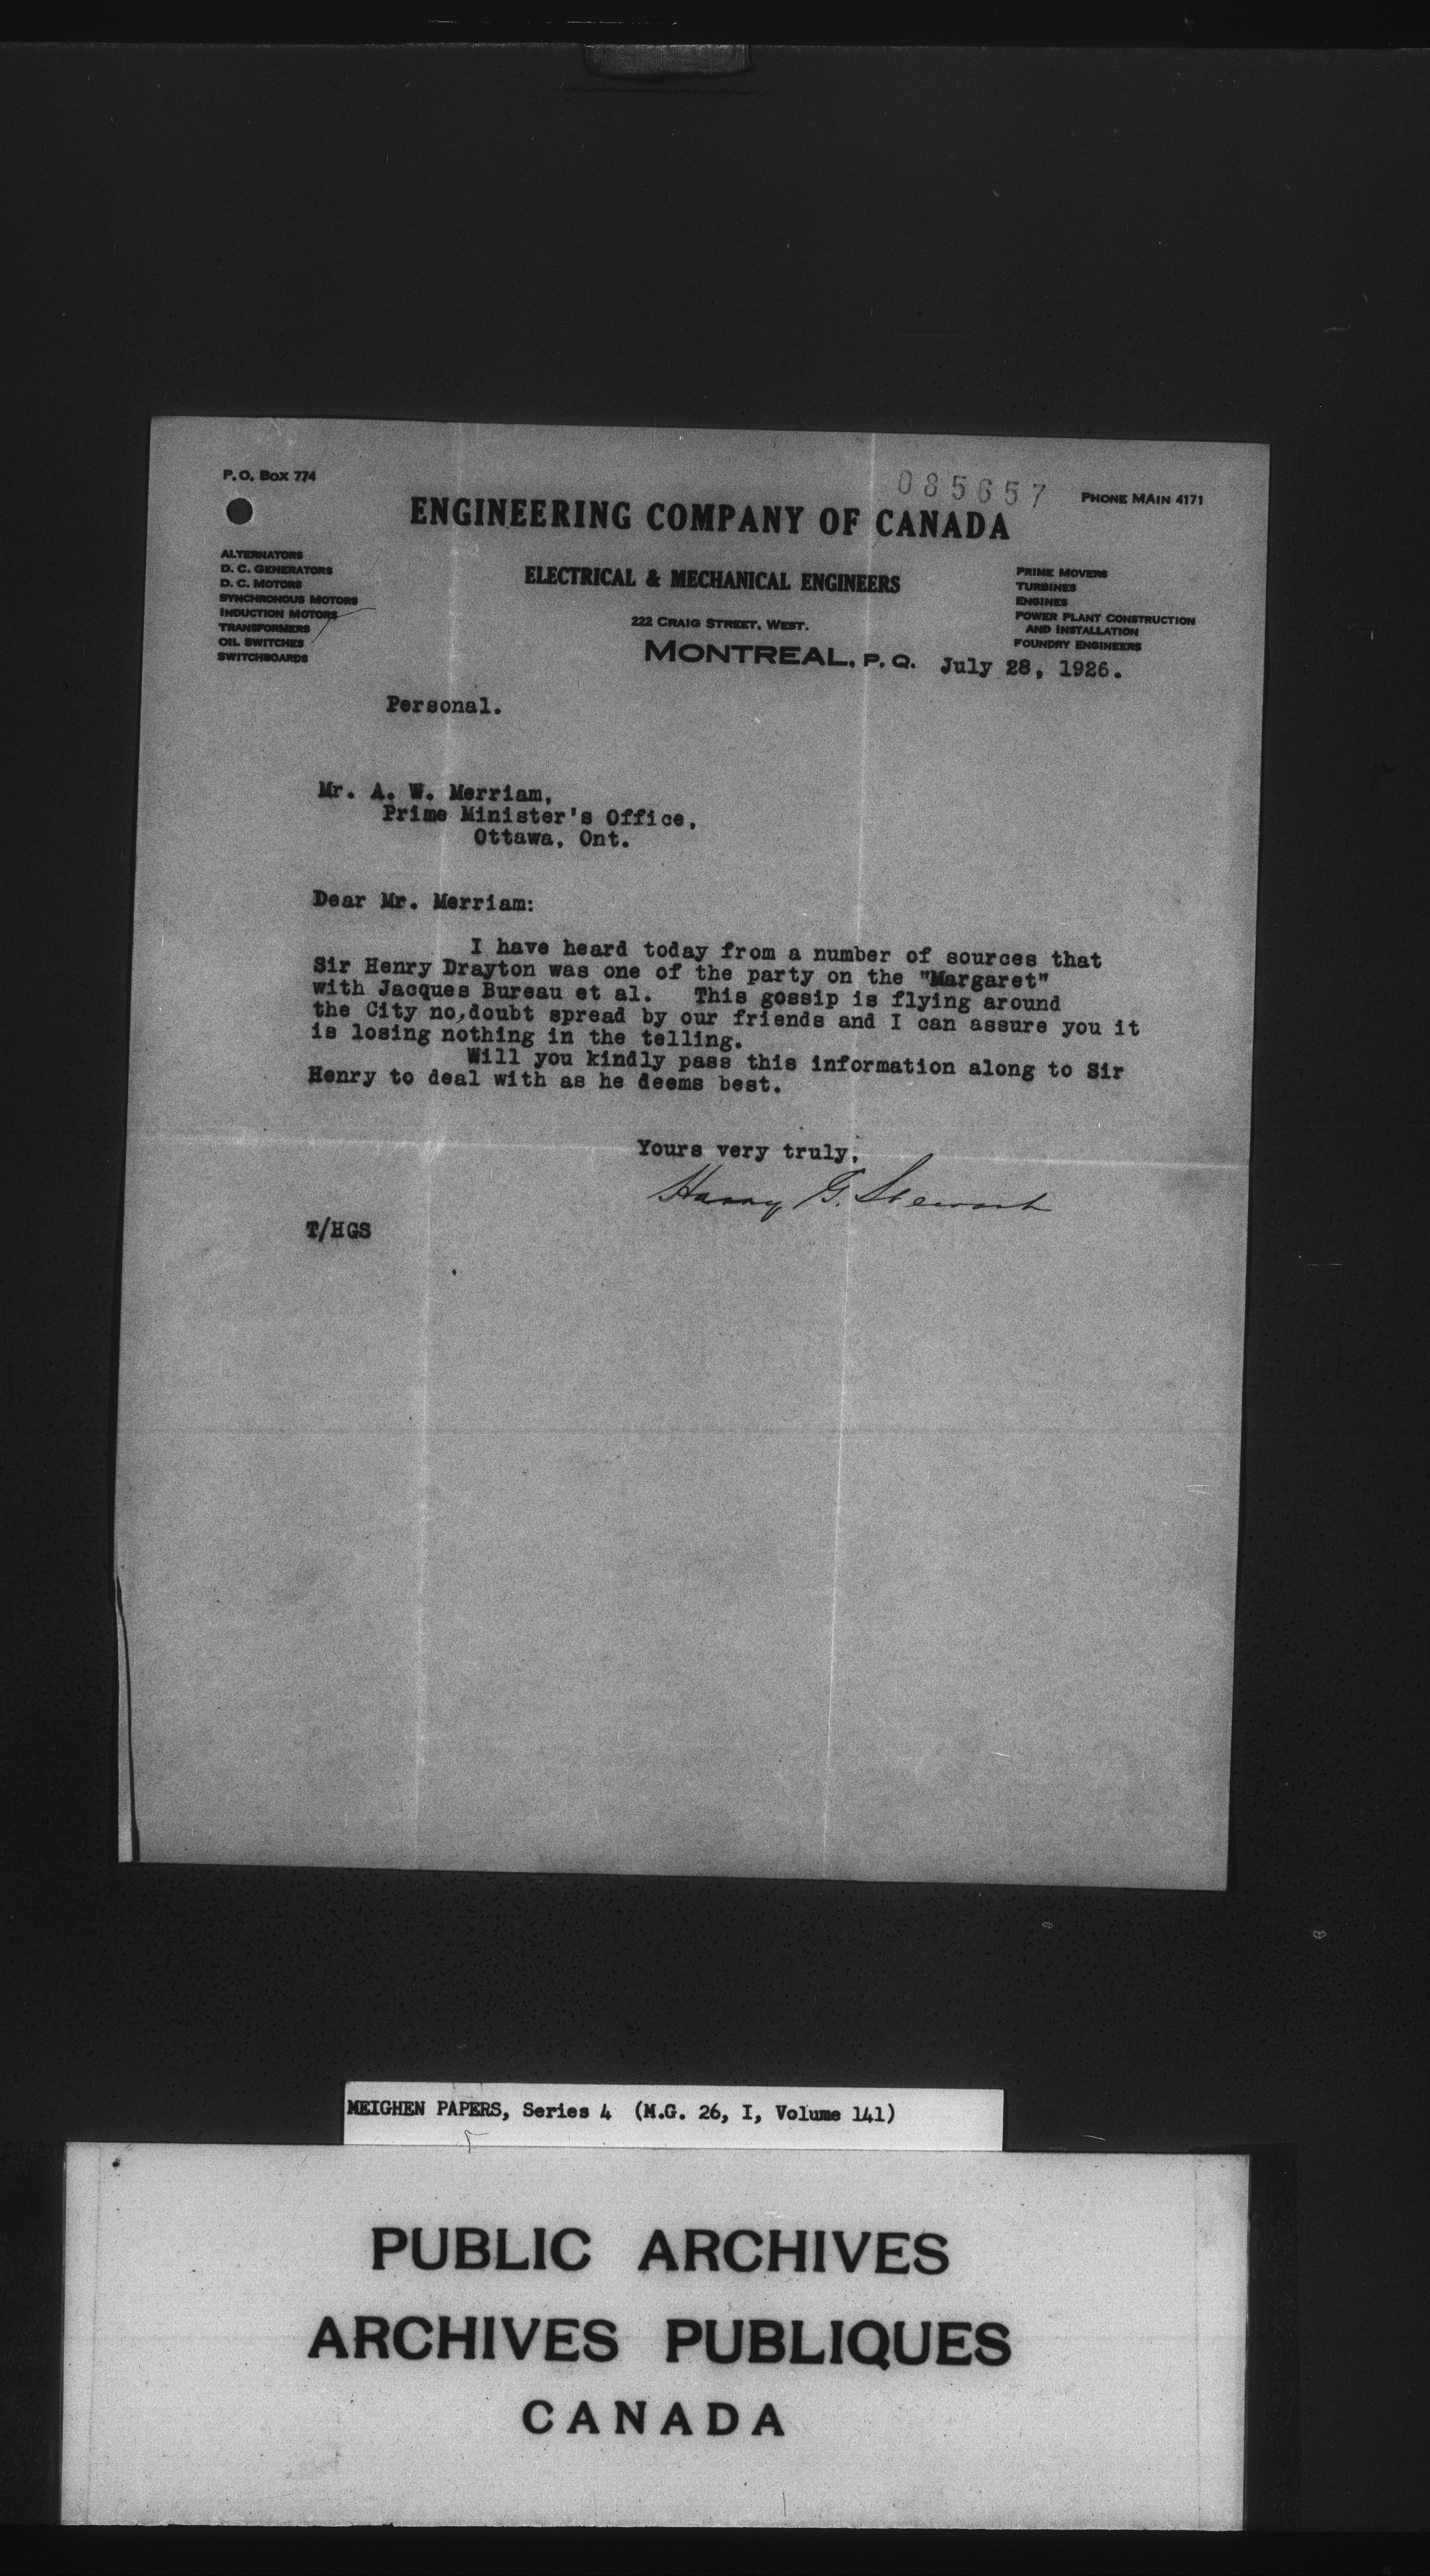 P.O. BOX 774
085657
PHONE MAIN 4171
ENGINEERING COMPANY OF CANADA
ELECTRICAL & MECHANICAL ENGINEERS
ALTERNATORS
D. C. GENERATORS
D. C. MOTORS
SYNCHRONOUS MOTORS
INDUCTION MOTORS
TRANSFORMERS
OIL SWITCHES
SWITCHBOARDS
PRIME MOVERS
TURBINES
ENGINES
POWER PLANT CONSTRUCTION
AND INSTALLATION
FOUNDRY ENGINEERS
222 CRAIG STREET, WEST.
MONTREAL, P. Q. July 28, 1926.
Personal.
Mr. A. W. Merriam,
Prime Minister's Office,
Ottawa, Ont.
Dear Mr. Merriam:
I have heard today from a number of sources that
Sir Henry Drayton was one of the party on the "Margaret"
with Jacques Bureau et al. This gossip is flying around
the City no,doubt spread by our friends and I can assure you it
is losing nothing in the telling.
Will you kindly pass this information along to Sir
Henry to deal with as he deems best.
Yours very truly,
Harry G. Stewart
T/HGS
MEIGHEN PAPERS, Series 4 (M.G. 26, I, Volume 141)
PUBLIC ARCHIVES
ARCHIVES PUBLIQUES
CANADA